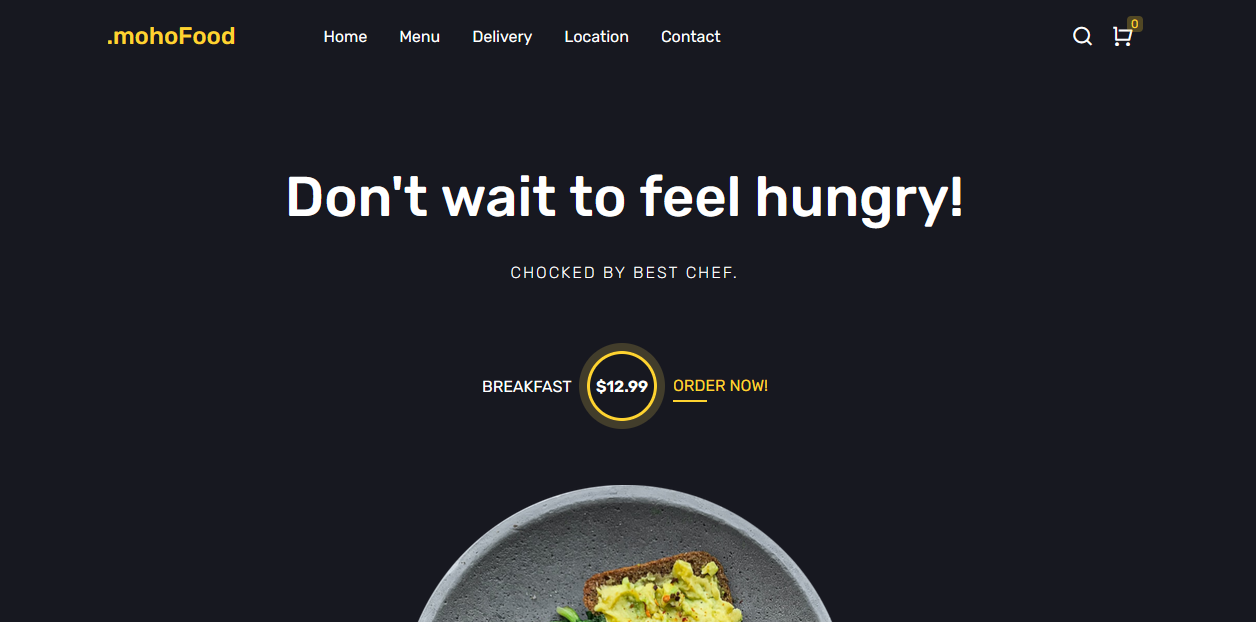 .mohoFood Home Menu Delivery Location Contact 0
Don't wait to feel hungry!
CHOCKED BY BEST CHEF.
BREAKFAST $12.99 ORDER NOW!